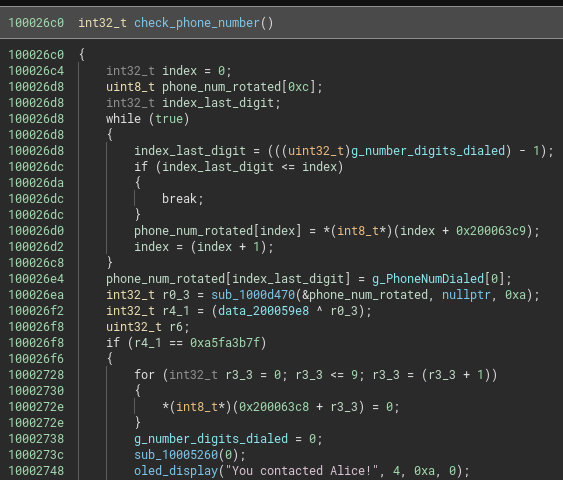 100026c0 int32_t check_phone_number()
100026c0 {
100026c4 int32_t index = 0;
100026d8 uint8_t phone_num_rotated[0xc];
100026d8 int32_t index_last_digit;
100026d8 while (true)
100026d8 {
100026d8 index_last_digit = (((uint32_t)g_number_digits_dialed) - 1);
100026dc if (index_last_digit <= index)
100026da {
100026dc break;
100026dc }
100026d0 phone_num_rotated[index] = *(int8_t*)(index + 0x200063c9);
100026d2 index = (index + 1);
100026c8 }
100026e4 phone_num_rotated[index_last_digit] = g_PhoneNumDialed[0];
100026ea int32_t r0_3 = sub_1000d470(&phone_num_rotated, nullptr, 0xa);
100026f2 int32_t r4_1 = (data_200059e8 ^ r0_3);
100026f8 uint32_t r6;
100026f8 if (r4_1 == 0xa5fa3b7f)
100026f6 {
10002728 for (int32_t r3_3 = 0; r3_3 <= 9; r3_3 = (r3_3 + 1))
10002730 {
1000272e *(int8_t*)(0x200063c8 + r3_3) = 0;
1000272e }
10002738 g_number_digits_dialed = 0;
1000273c sub_10005260(0);
10002748 oled_display("You contacted Alice!", 4, 0xa, 0);